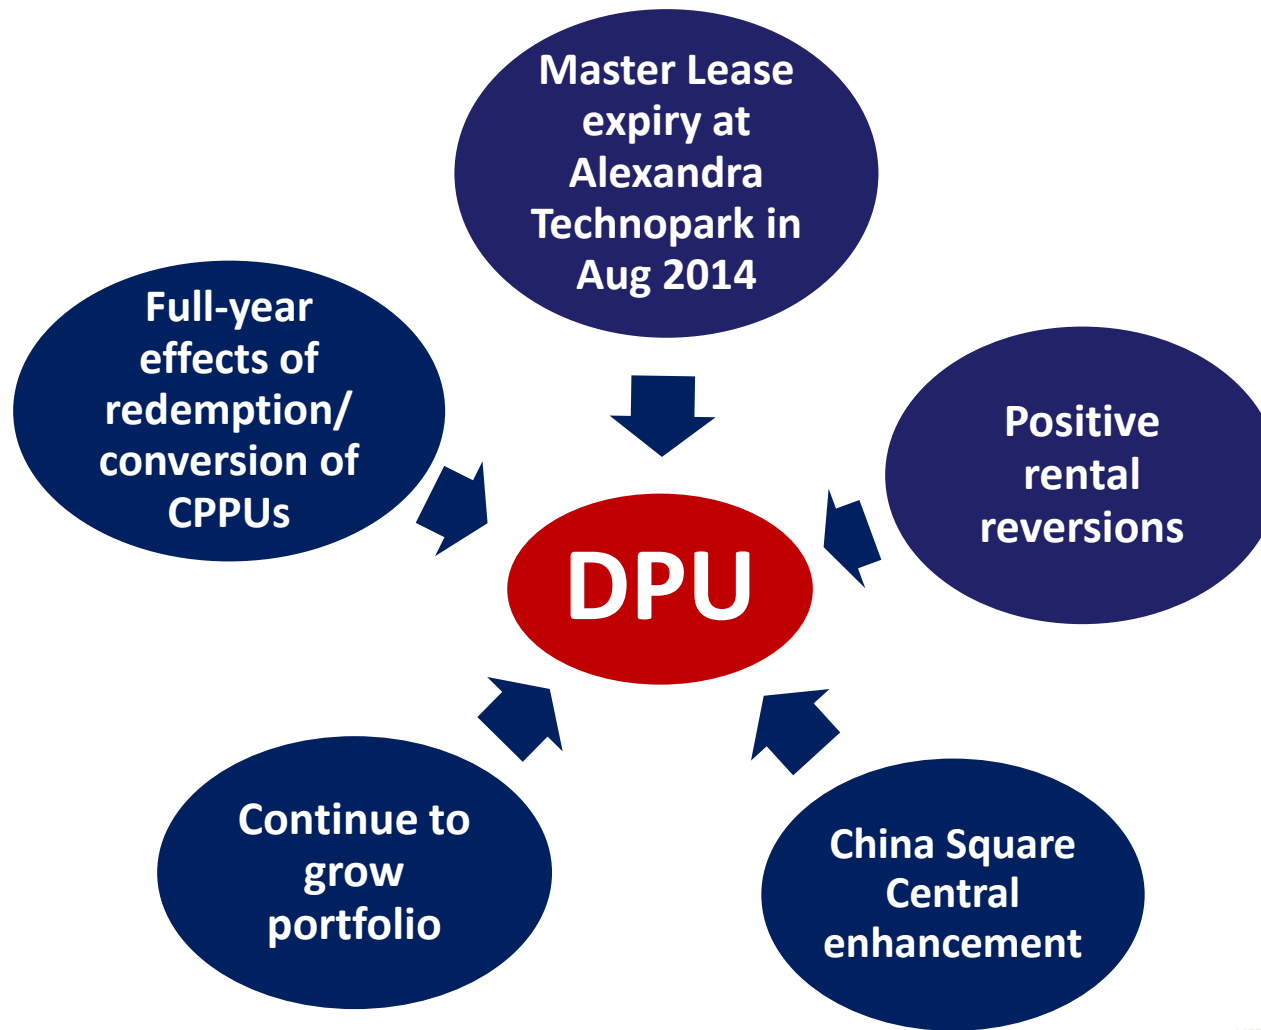 Master Lease
expiry at
Alexandra
Technopark in
Aug 2014
Full-year
effects of
redemption/
conversion of
CPPUs
Positive
rental
reversions
DPU
Continue to
grow
portfolio
China Square
Central
enhancement